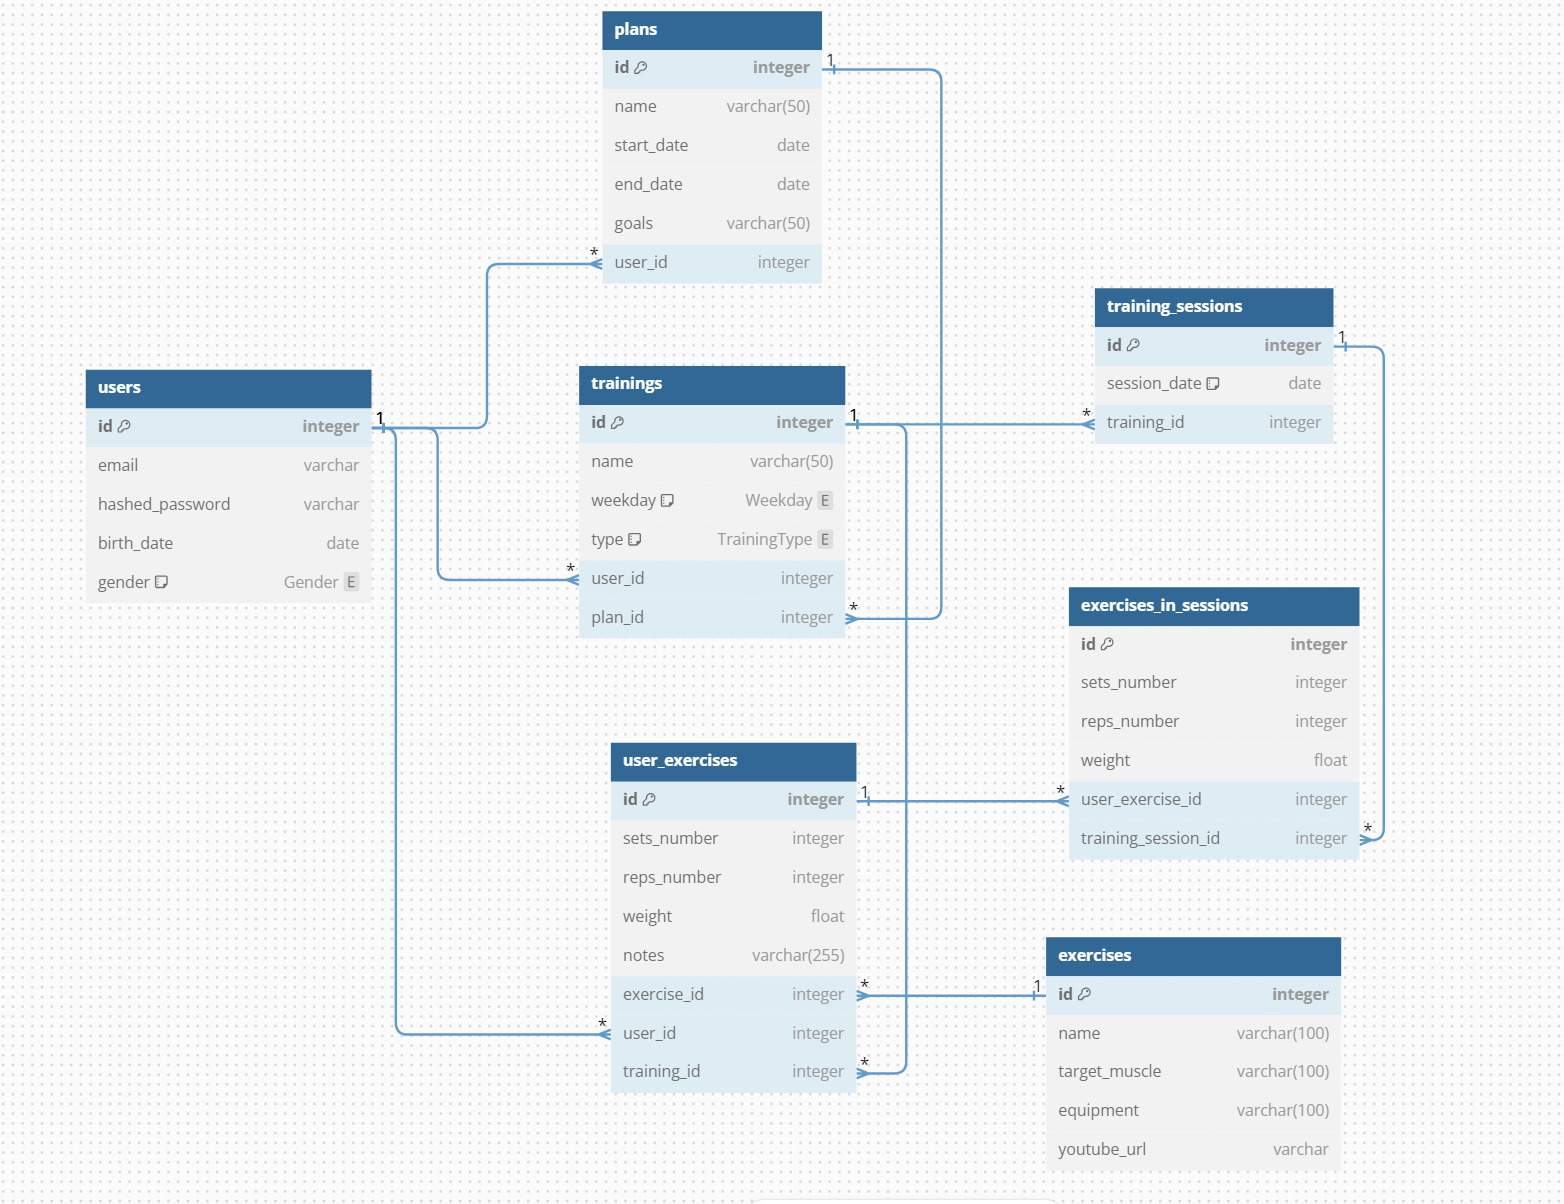 plans
id integer
name varchar(50)
start_date date
end_date date
goals varchar(50)
user_id integer
1
*
users
id integer
email varchar
hashed_password varchar
birth_date date
gender Gender E
1
trainings
id integer
name varchar(50)
weekday Weekday E
type TrainingType E
user_id integer
plan_id integer
1
*
*
training_sessions
id integer
session_date date
training_id integer
1
*
user_exercises
id integer
sets_number integer
reps_number integer
weight float
notes varchar(255)
exercise_id integer
user_id integer
training_id integer
1
*
*
*
exercises_in_sessions
id integer
sets_number integer
reps_number integer
weight float
user_exercise_id integer
training_session_id integer
*
*
exercises
id integer
name varchar(100)
target_muscle varchar(100)
equipment varchar(100)
youtube_url varchar
1